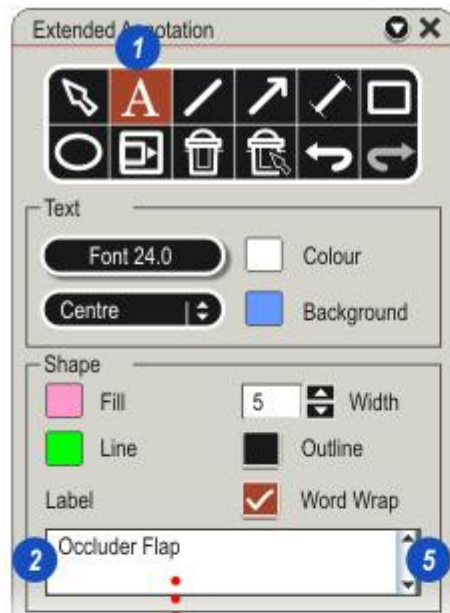 Extended Annotation
1
A
Text
Font 24.0
Colour
Centre
Background
Shape
Fill
5
Width
Line
Outline
Label
Word Wrap
2
Occluder Flap
5